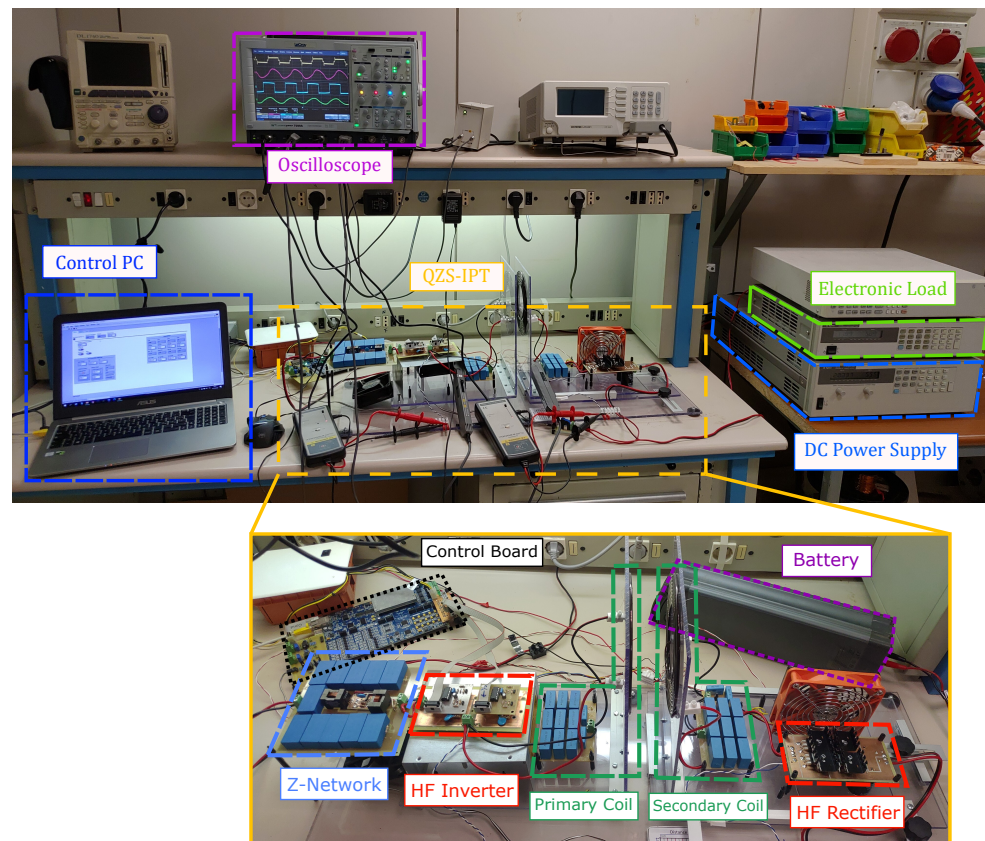 Oscilloscope
Control PC
QZS-IPT
Electronic Load
DC Power Supply
ASUS
Control Board
Battery
Z-Network
HF Inverter
Primary Coil
Secondary Coil
HF Rectifier